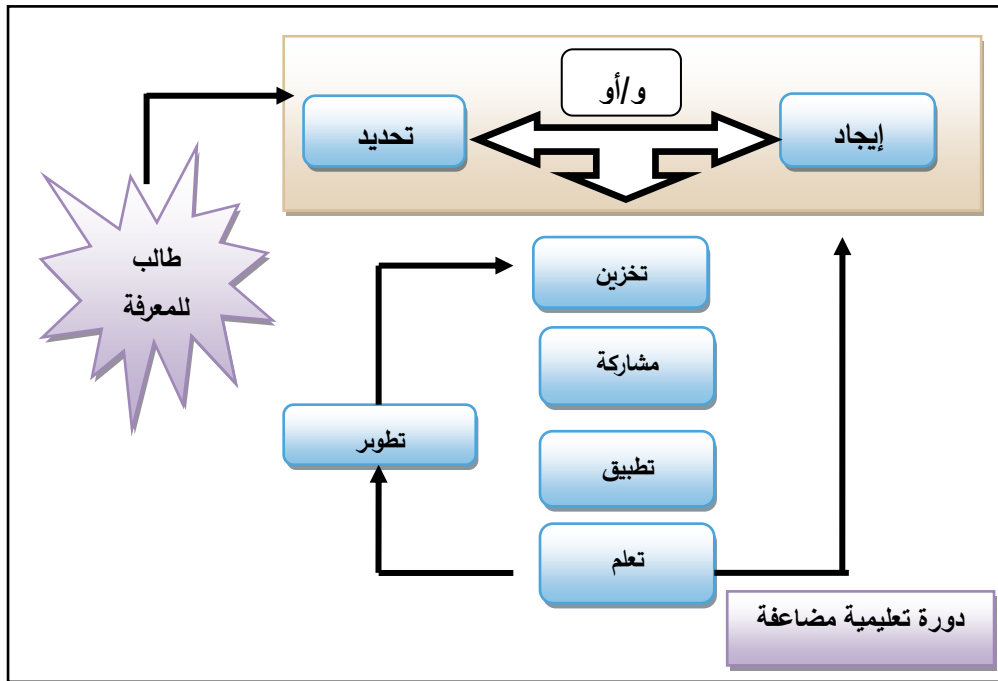 و/أو
إيجاد
تحديد
طالب
للمعرفة
تخزين
مشاركة
تطوير
تطبيق
تعلم
دورة تعليمية مضاعفة